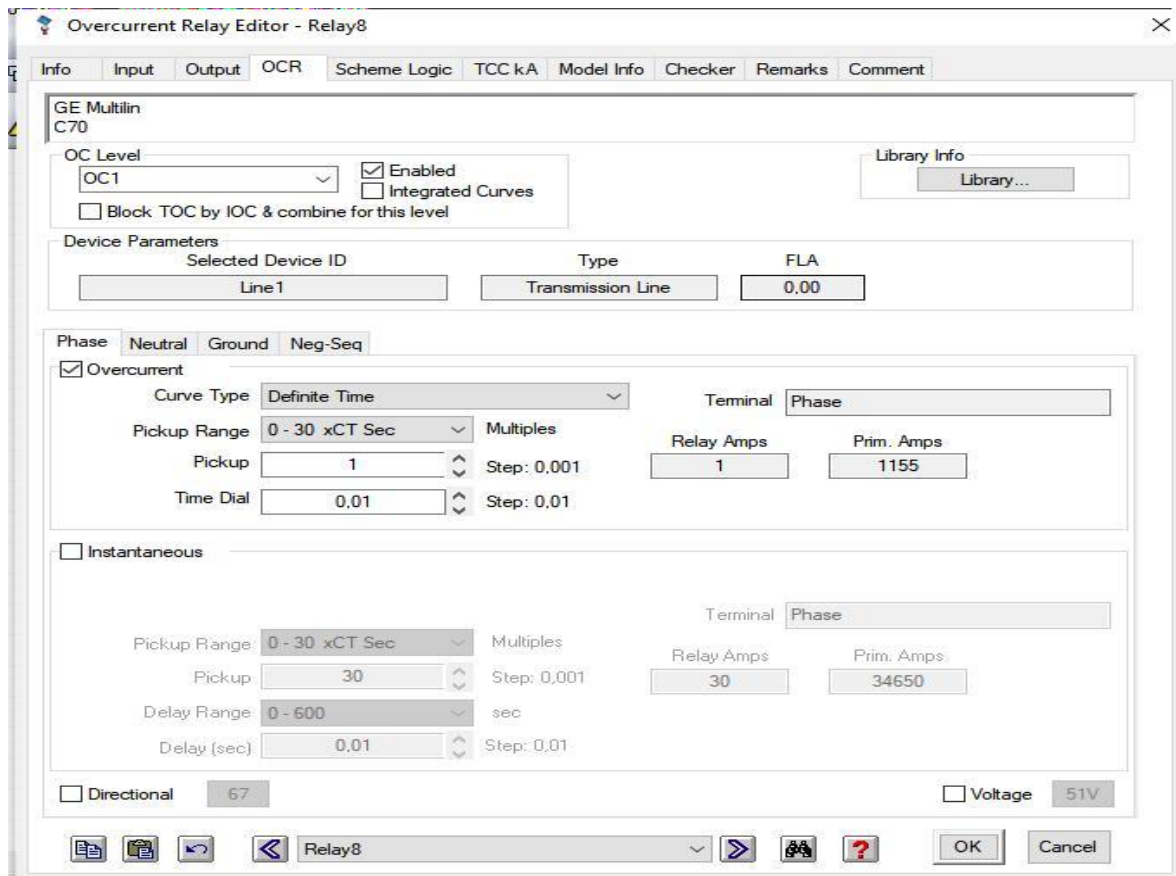 Overcurrent Relay Editor - Relay8
Info Input Output OCR Scheme Logic TCC kA Model Info Checker Remarks Comment
GE Multilin
C70
OC Level
Library Info
OC1
Enabled
Integrated Curves
Library...
Block TOC by IOC & combine for this level
Device Parameters
Selected Device ID Type FLA
Line1 Transmission Line 0,00
Phase Neutral Ground Neg-Seq
Overcurrent
Curve Type Definite Time Terminal Phase
Pickup Range 0 - 30 xCT Sec Multiples Relay Amps Prim. Amps
Pickup 1 Step: 0,001 1 1155
Time Dial 0,01 Step: 0,01
Instantaneous
Terminal Phase
Pickup Range 0 - 30 xCT Sec Multiples Relay Amps Prim. Amps
Pickup 30 Step: 0,001 30 34650
Delay Range 0 - 600 sec
Delay (sec) 0,01 Step: 0,01
Directional 67 Voltage 51V
Relay8 ? OK Cancel